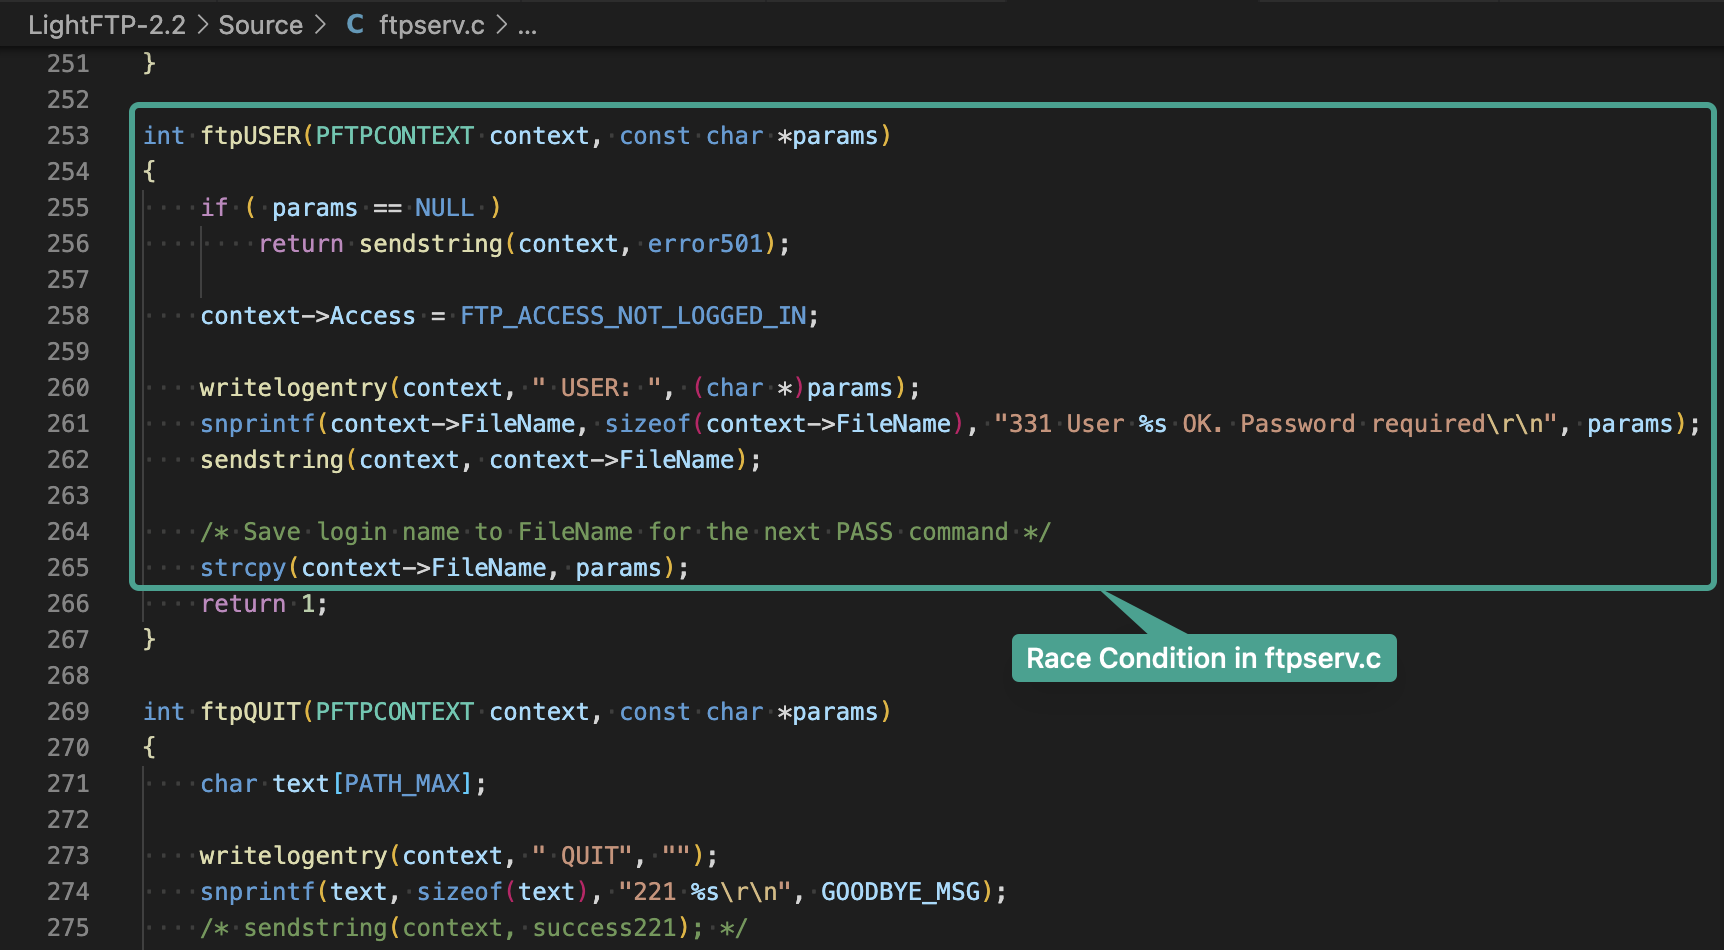 LightFTP-2.2 > Source > C ftpserv.c > ...
251 }
252
253 int ftpUSER(PFTPCONTEXT context, const char *params)
254 {
255 if ( params == NULL )
256 return sendstring(context, error501);
257
258 context->Access = FTP_ACCESS_NOT_LOGGED_IN;
259
260 writelogentry(context, " USER: ", (char *)params);
261 snprintf(context->FileName, sizeof(context->FileName), "331 User %s OK. Password required\r\n", params);
262 sendstring(context, context->FileName);
263
264 /* Save login name to FileName for the next PASS command */
265 strcpy(context->FileName, params);
266 return 1;
267 }
Race Condition in ftpserv.c
268
269 int ftpQUIT(PFTPCONTEXT context, const char *params)
270 {
271 char text[PATH_MAX];
272
273 writelogentry(context, " QUIT", "");
274 snprintf(text, sizeof(text), "221 %s\r\n", GOODBYE_MSG);
275 /* sendstring(context, success221); */